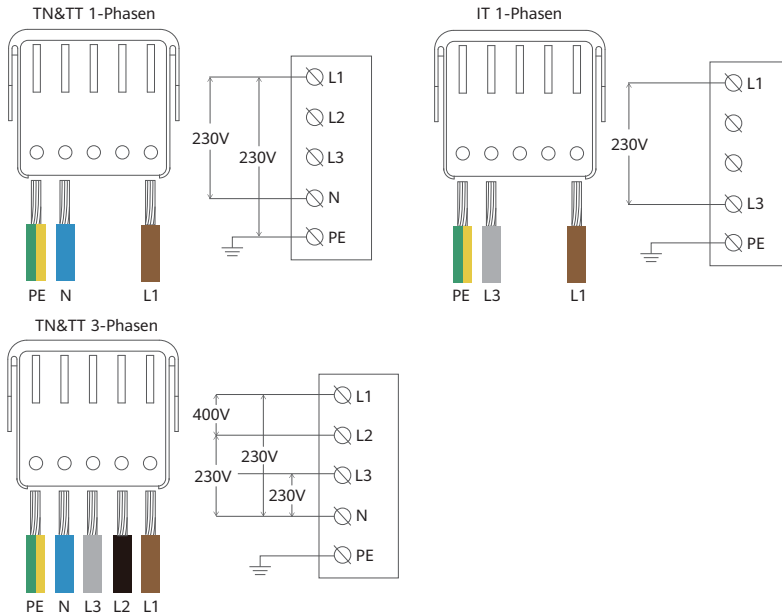 TN&TT 1-Phasen
L1
L2
L3
N
PE
230V
230V
PE N L1
IT 1-Phasen
L1
230V
L3
PE
PE L3 L1
TN&TT 3-Phasen
L1
400V
L2
230V
230V
L3
230V
N
PE
PE N L3 L2 L1